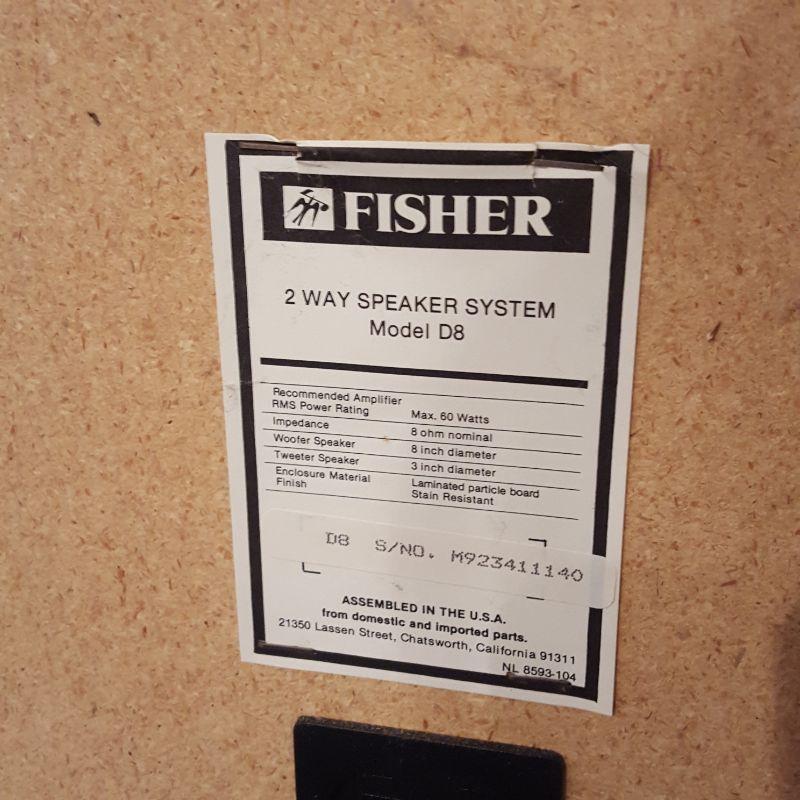 FISHER
2 WAY SPEAKER SYSTEM
Model D8
Recommended Amplifier
RMS Power Rating Max. 60 Watts
Impedance 8 ohm nominal
Woofer Speaker 8 inch diameter
Tweeter Speaker 3 inch diameter
Enclosure Material Laminated particle board
Finish Stain Resistant
D8 S/NO. M923411140
ASSEMBLED IN THE U.S.A.
from domestic and imported parts.
21350 Lassen Street, Chatsworth, California 91311
NL 8593-104